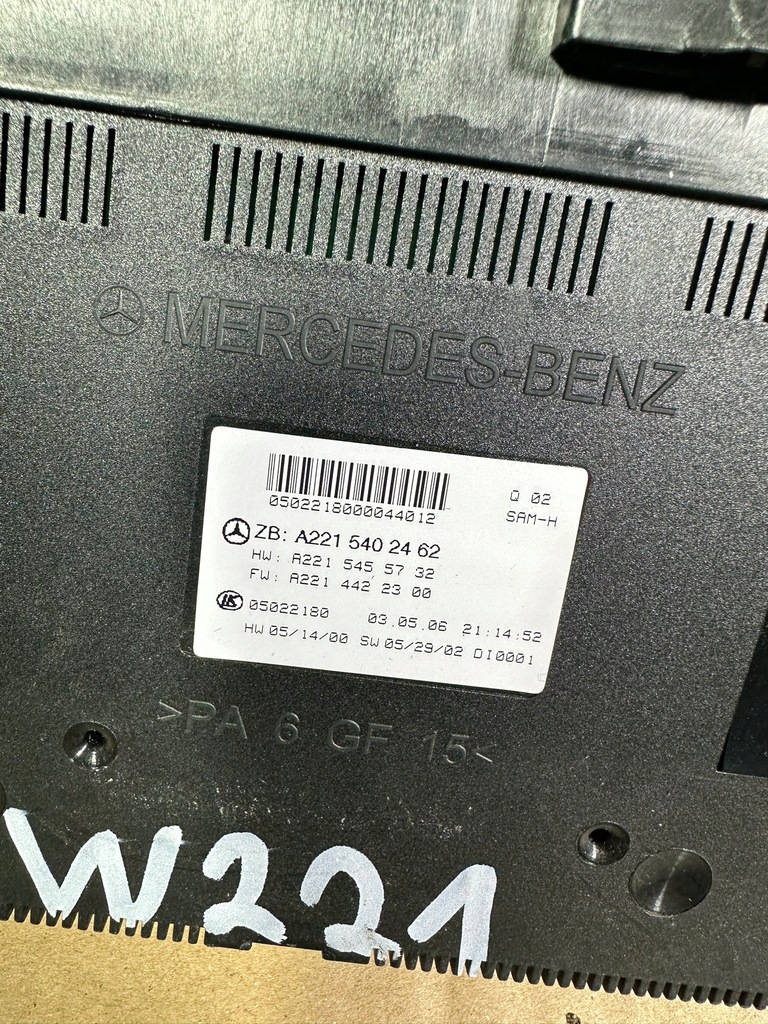 MERCEDES-BENZ
Q 02
0502218000044012
SAM-H
ZB: A221 540 24 62
HW: A221 545 57 32
FW: A221 442 23 00
LK 05022180 03.05.06 21:14:52
HW 05/14/00 SW 05/29/02 DI0001
>PA 6 GF 15<
W221